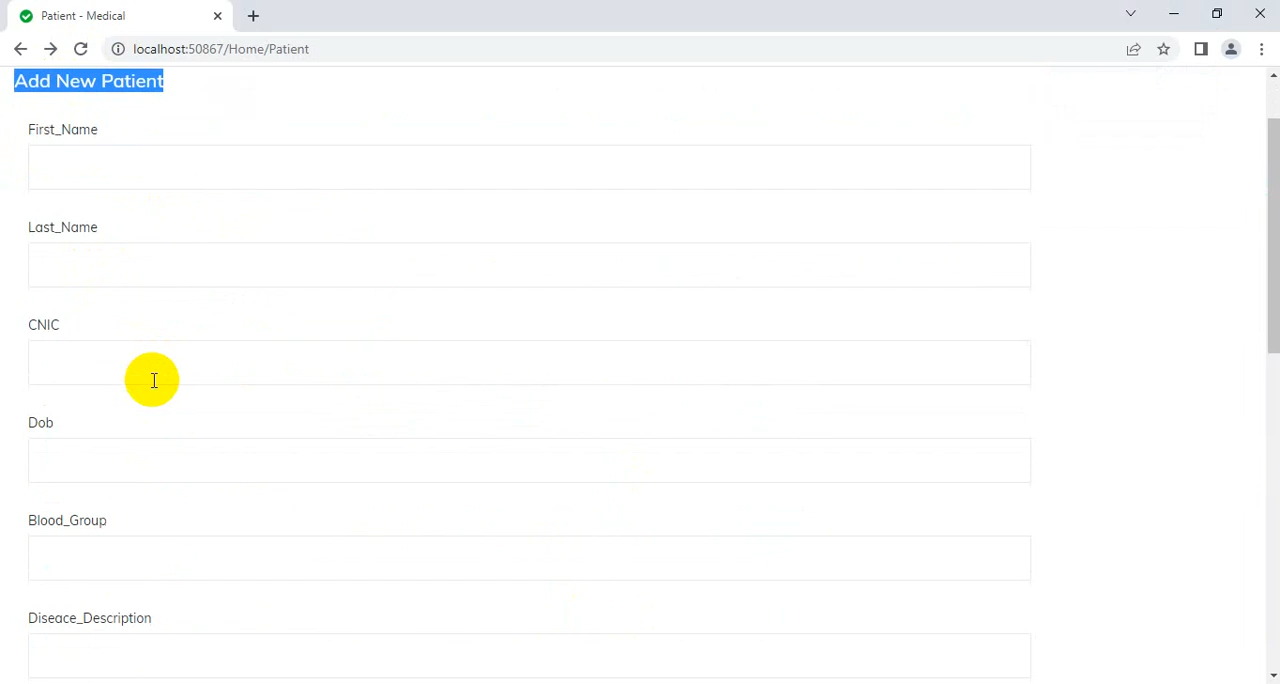 Patient - Medical
localhost:50867/Home/Patient
Add New Patient
First_Name
Last_Name
CNIC
Dob
Blood_Group
Diseace_Description